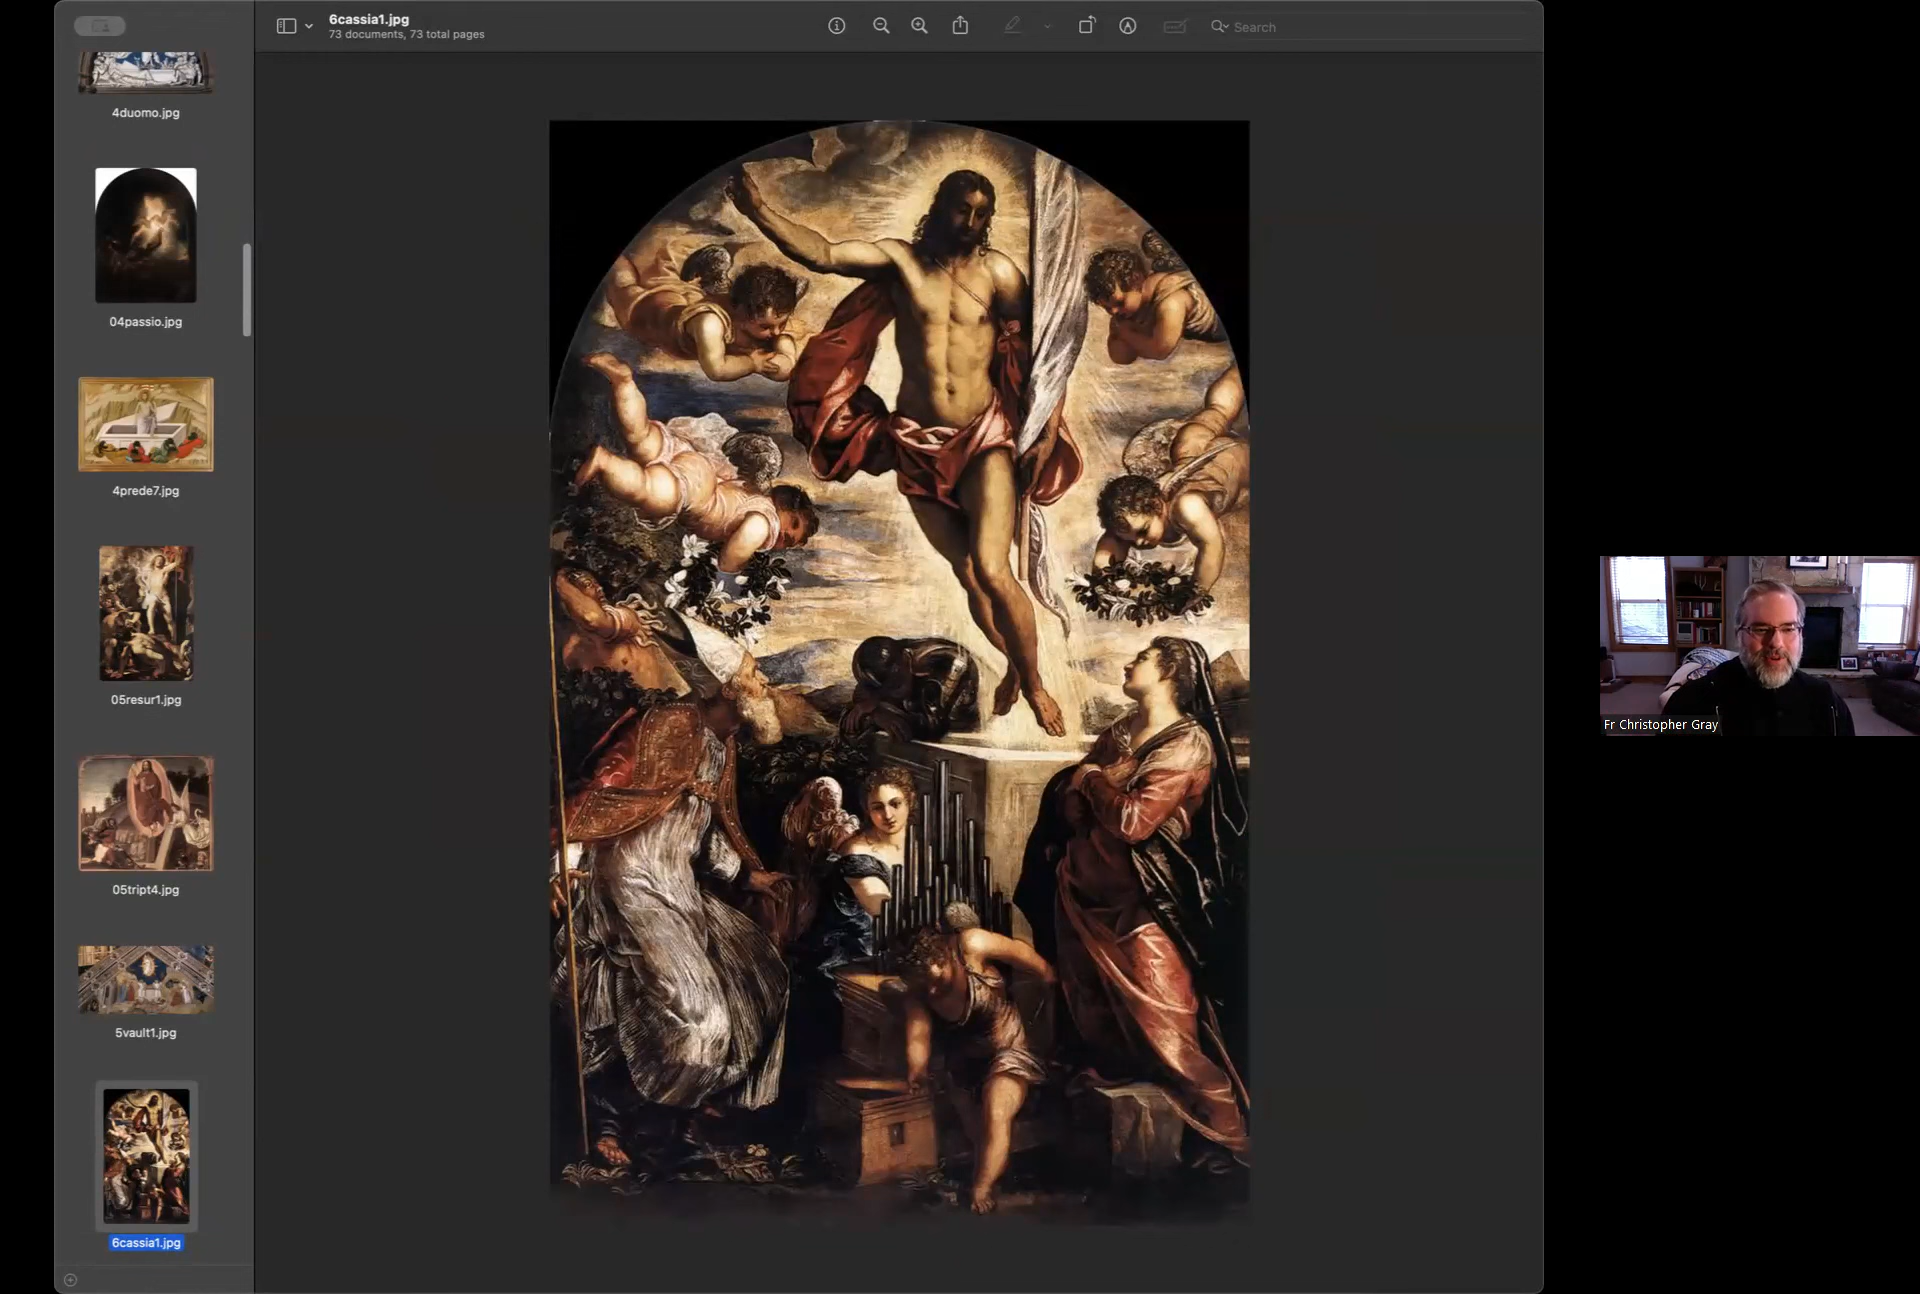 6cassia1.jpg
73 documents, 73 total pages
Search
4duomo.jpg
04passio.jpg
4prede7.jpg
05resur1.jpg
05tript4.jpg
5vault1.jpg
6cassia1.jpg
Fr Christopher Gray